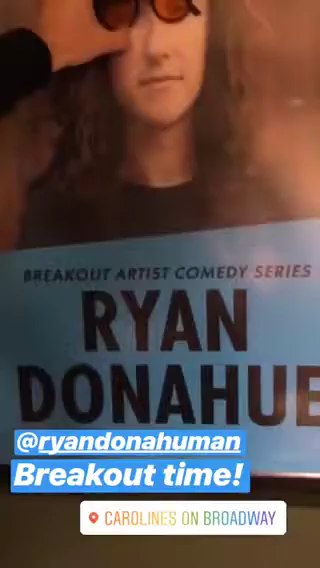 BREAKOUT ARTIST COMEDY SERIES
RYAN
DONAHUE
@ryandonahuman
Breakout time!
CAROLINES ON BROADWAY